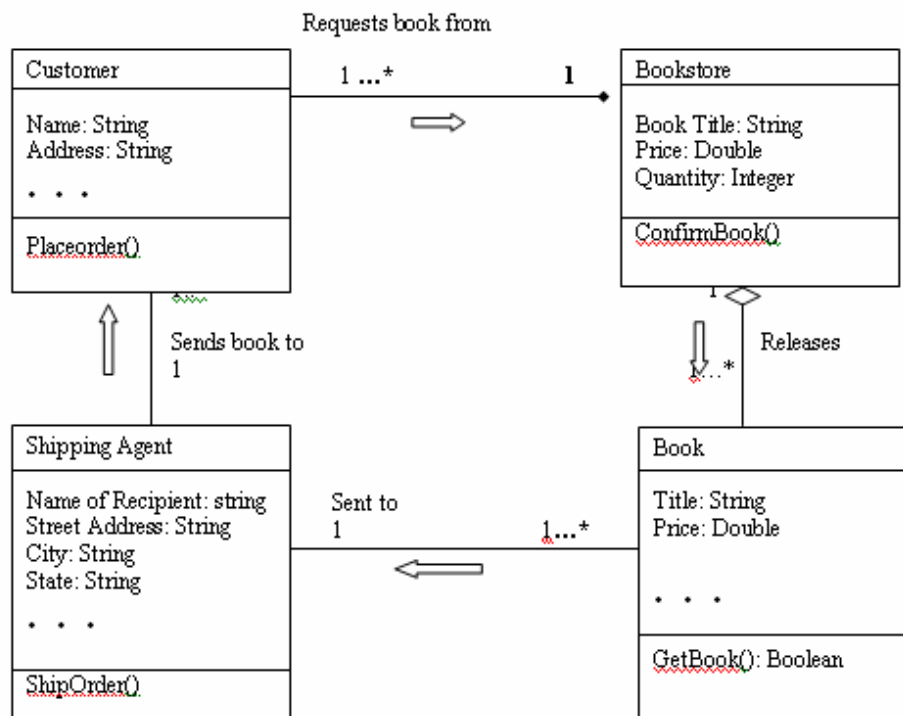 Requests book from
Customer
1 ...*
1
Bookstore
Name: String
Address: String
. . .
Book Title: String
Price: Double
Quantity: Integer
Placeorder()
ConfirmBook()
1
Sends book to
1
Releases
1...*
Shipping Agent
Book
Name of Recipient: string
Street Address: String
City: String
State: String
. . .
Sent to
1
1...*
Title: String
Price: Double
. . .
ShipOrder()
GetBook(): Boolean